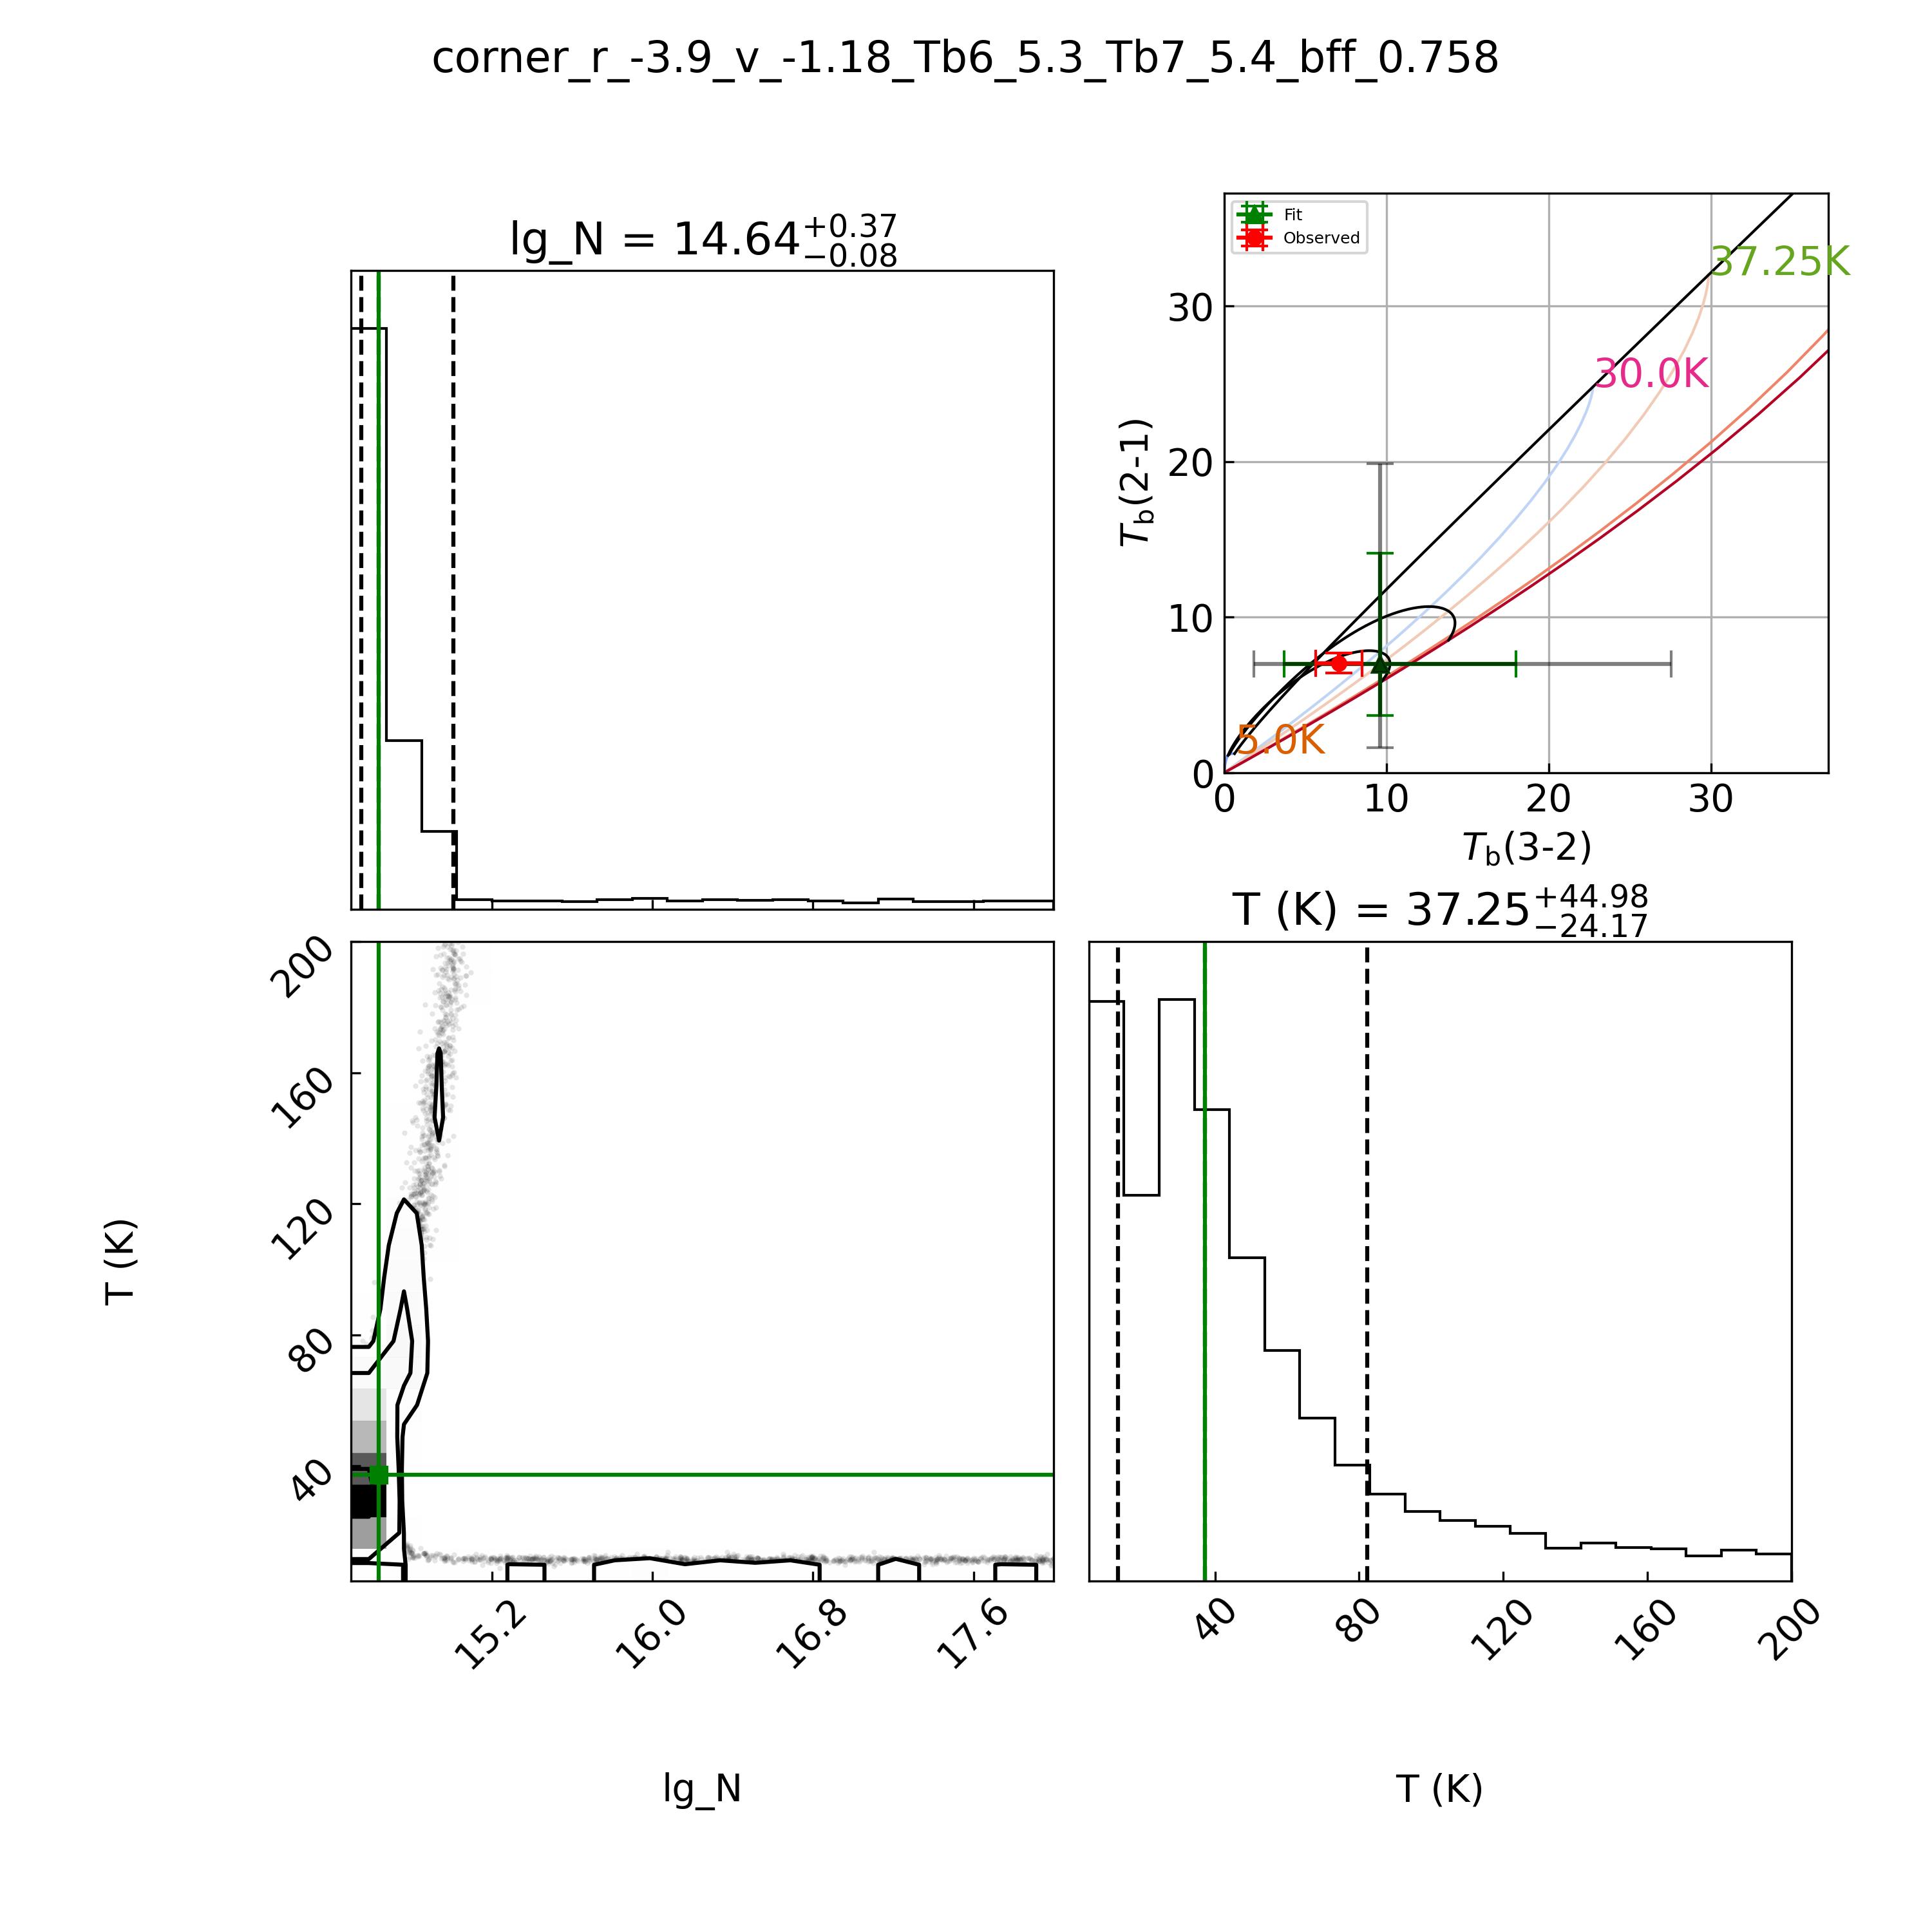 corner_r_-3.9_v_-1.18_Tb6_5.3_Tb7_5.4_bff_0.758
lg_N = 14.64+0.37−0.08
Fit
Observed
37.25K
30.0K
5.0K
30
20
10
0
Tb(2-1)
0 10 20 30
Tb(3-2)
T (K) = 37.25+44.98−24.17
200
160
120
80
40
T (K)
15.2 16.0 16.8 17.6
lg_N
40 80 120 160 200
T (K)